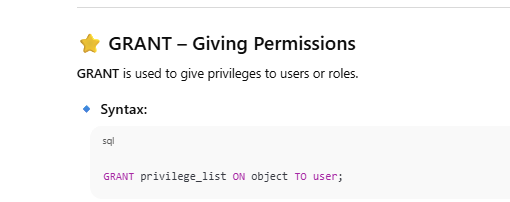 ⭐ GRANT – Giving Permissions
GRANT is used to give privileges to users or roles.
🔹 Syntax:
sql
GRANT privilege_list ON object TO user;